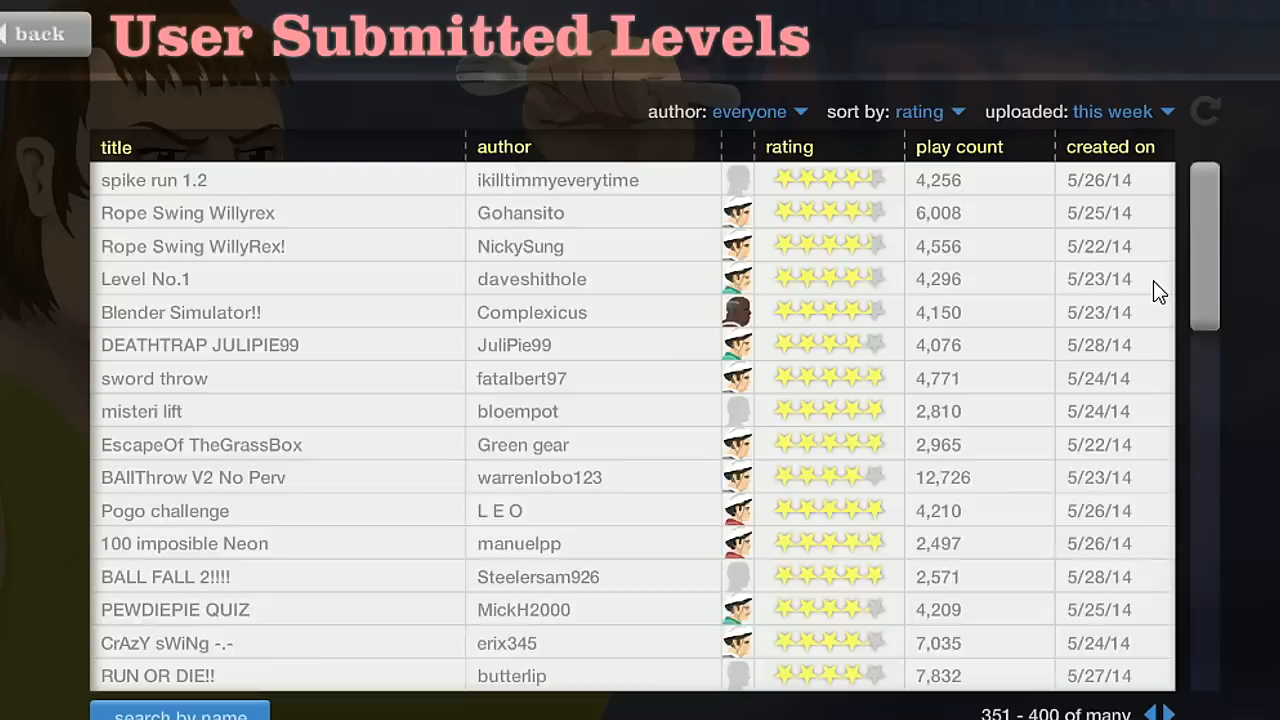 back
User Submitted Levels
author: everyone sort by: rating uploaded: this week
title author rating play count created on
spike run 1.2 ikilltimmyeverytime 4,256 5/26/14
Rope Swing Willyrex Gohansito 6,008 5/25/14
Rope Swing WillyRex! NickySung 4,556 5/22/14
Level No.1 daveshithole 4,296 5/23/14
Blender Simulator!! Complexicus 4,150 5/23/14
DEATHTRAP JULIPIE99 JuliPie99 4,076 5/28/14
sword throw fatalbert97 4,771 5/24/14
misteri lift bloempot 2,810 5/24/14
EscapeOf TheGrassBox Green gear 2,965 5/22/14
BAllThrow V2 No Perv warrenlobo123 12,726 5/23/14
Pogo challenge L E O 4,210 5/26/14
100 imposible Neon manuelpp 2,497 5/26/14
BALL FALL 2!!!! Steelersam926 2,571 5/28/14
PEWDIEPIE QUIZ MickH2000 4,209 5/25/14
CrAzY sWiNg -.- erix345 7,035 5/24/14
RUN OR DIE!! butterlip 7,832 5/27/14
search by name 351 - 400 of many